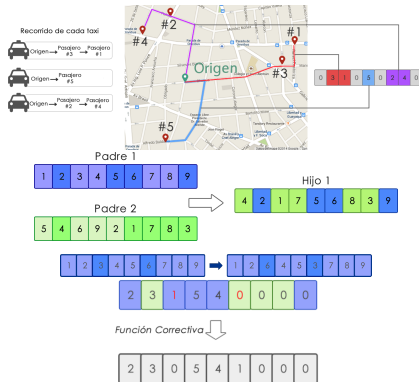 Recorrido de cada taxi
Origen Pasajero #3 Pasajero #1
Origen Pasajero #5
Origen Pasajero #2 Pasajero #4
#2
#4
#1
#3
Origen
#5
0 3 1 0 5 0 2 4 0
Padre 1
1 2 3 4 5 6 7 8 9
Hijo 1
4 2 1 7 5 6 8 3 9
Padre 2
5 4 6 9 2 1 7 8 3
1 2 3 4 5 6 7 8 9
1 2 6 4 5 3 7 8 9
2 3 1 5 4 0 0 0 0
Función Correctiva
2 3 0 5 4 1 0 0 0